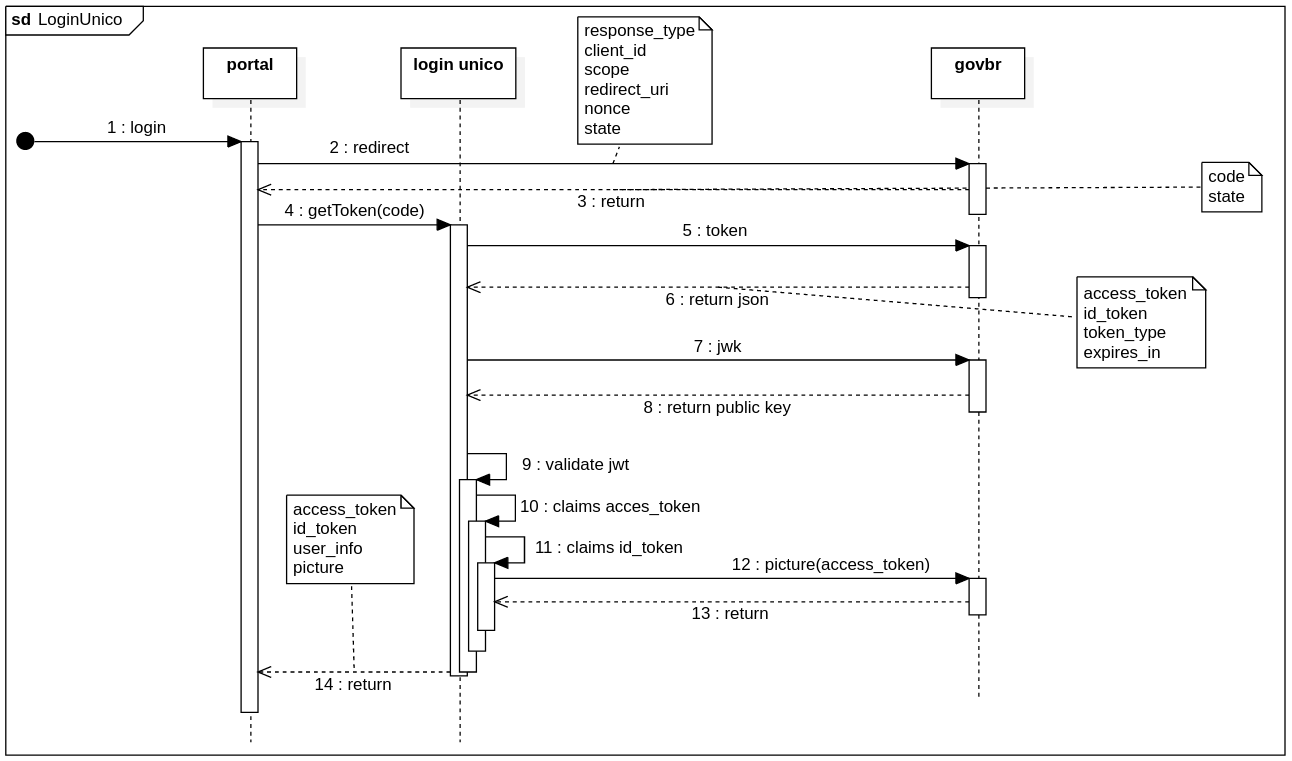 sd LoginUnico
response_type
client_id
scope
redirect_uri
nonce
state
portal
login unico
govbr
1 : login
2 : redirect
code
state
3 : return
4 : getToken(code)
5 : token
access_token
id_token
token_type
expires_in
6 : return json
7 : jwk
8 : return public key
9 : validate jwt
access_token
id_token
user_info
picture
10 : claims acces_token
11 : claims id_token
12 : picture(access_token)
13 : return
14 : return